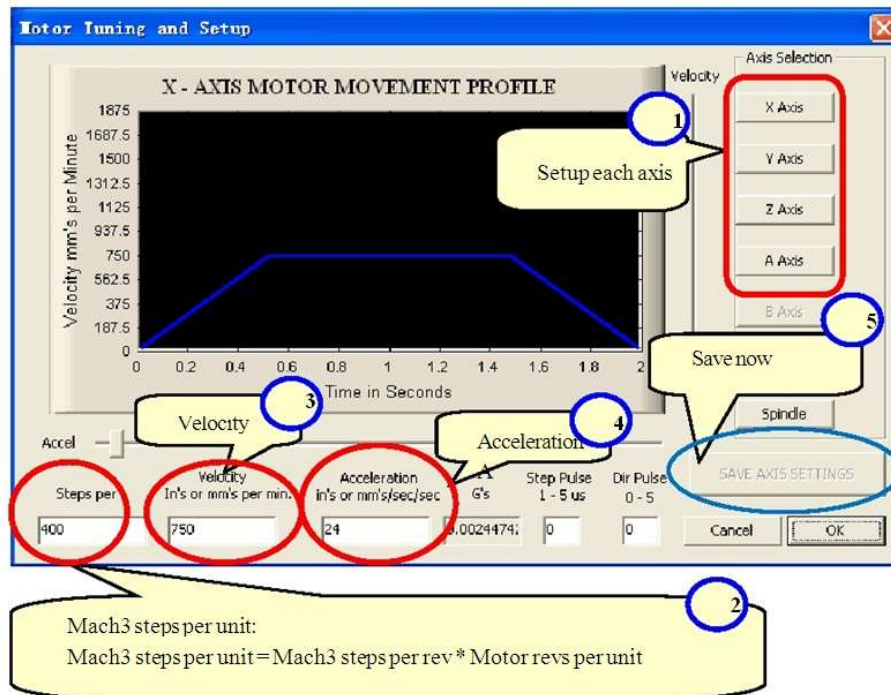 Motor Tuning and Setup
Axis Selection
X - AXIS MOTOR MOVEMENT PROFILE
Velocity
Velocity mm's per Minute
1875
1687.5
1500
1312.5
1125
937.5
750
562.5
375
187.5
0
0 0.2 0.4 0.6 0.8 1 1.2 1.4 1.6 1.8 2
Time in Seconds
1
Setup each axis
X Axis
Y Axis
Z Axis
A Axis
B Axis
5
Save now
Spindle
SAVE AXIS SETTINGS
3
Velocity
4
Acceleration
A
Accel
Steps per
Velocity
In's or mm's per min.
Acceleration
in's or mm's/sec/sec
G's
Step Pulse
1 - 5 us
Dir Pulse
0 - 5
400
750
24
0
0
Cancel
OK
2
Mach3 steps per unit:
Mach3 steps per unit = Mach3 steps per rev * Motor revs per unit